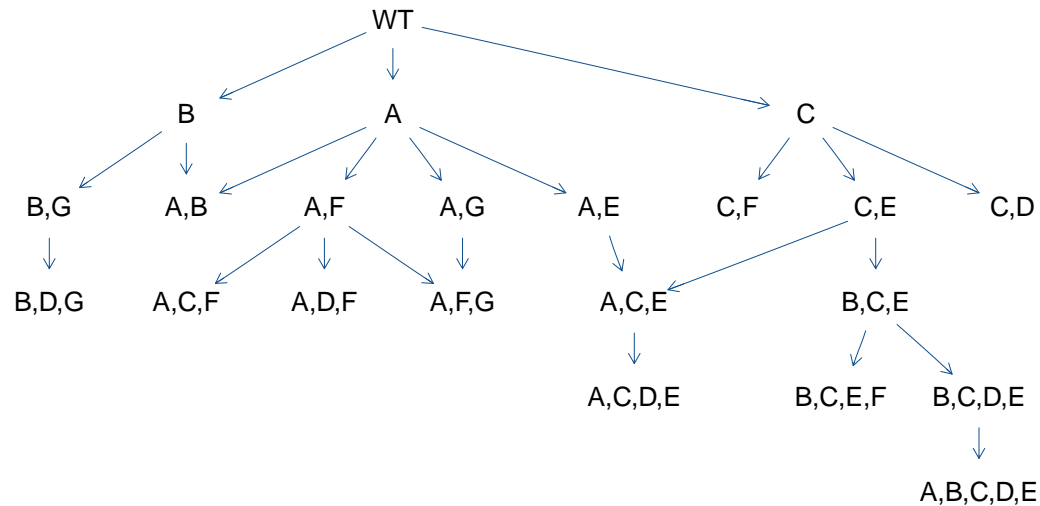 WT
B A C
B,G A,B A,F A,G A,E C,F C,E C,D
B,D,G A,C,F A,D,F A,F,G A,C,E B,C,E
A,C,D,E B,C,E,F B,C,D,E
A,B,C,D,E